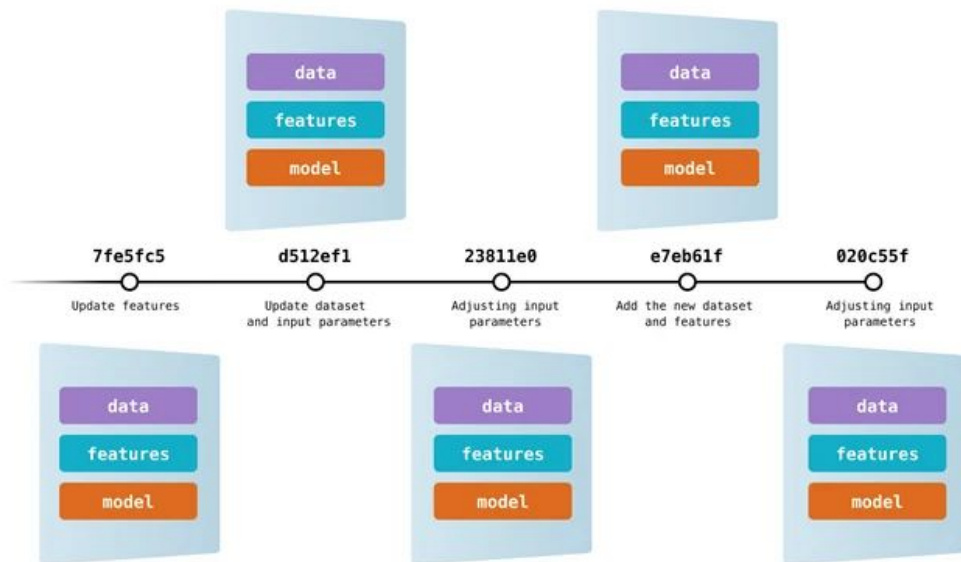 data
data
features
features
model
model
7fe5fc5
d512ef1
23811e0
e7eb61f
020c55f
Update features
Update dataset
and input parameters
Adjusting input
parameters
Add the new dataset
and features
Adjusting input
parameters
data
data
data
features
features
features
model
model
model